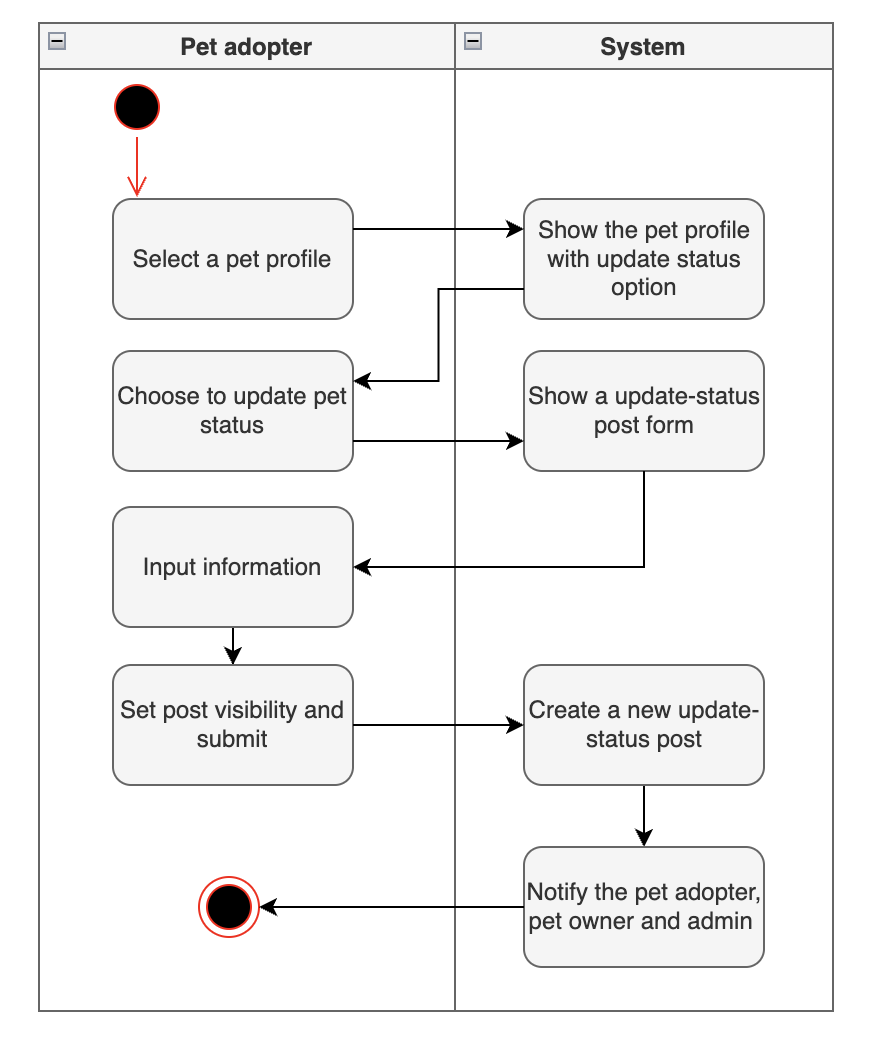 Pet adopter
System
Select a pet profile
Show the pet profile
with update status
option
Choose to update pet
status
Show a update-status
post form
Input information
Set post visibility and
submit
Create a new update-
status post
Notify the pet adopter,
pet owner and admin